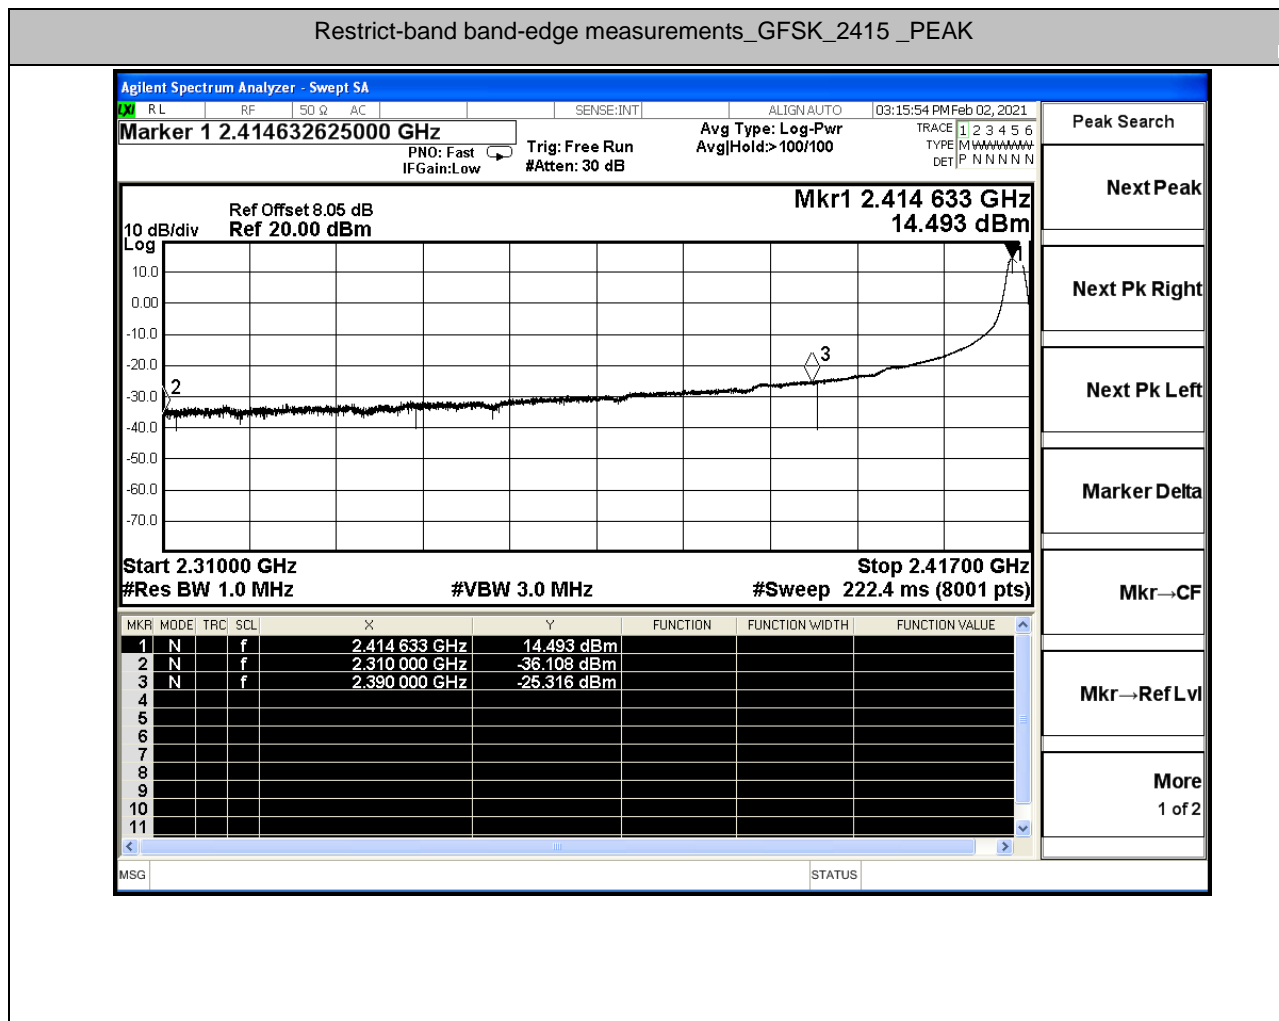 Restrict-band band-edge measurements_GFSK_2415 _PEAK
Agilent Spectrum Analyzer - Swept SA
LXI RL RF 50 Ω AC SENSE:INT ALIGN AUTO 03:15:54 PM Feb 02, 2021
Marker 1 2.414632625000 GHz
PNO: Fast
IFGain:Low
Trig: Free Run
#Atten: 30 dB
Avg Type: Log-Pwr
Avg|Hold:>100/100
TRACE 1 2 3 4 5 6
TYPE M
DET P N N N N N
Peak Search
Next Peak
Next Pk Right
Next Pk Left
Marker Delta
Mkr→CF
Mkr→Ref Lvl
More
1 of 2
Mkr1 2.414 633 GHz
14.493 dBm
Ref Offset 8.05 dB
10 dB/div Ref 20.00 dBm
Log
10.0
0.00
-10.0
-20.0
-30.0
-40.0
-50.0
-60.0
-70.0
1
2
3
Start 2.31000 GHz Stop 2.41700 GHz
#Res BW 1.0 MHz #VBW 3.0 MHz #Sweep 222.4 ms (8001 pts)
MKR MODE TRC SCL X Y FUNCTION FUNCTION WIDTH FUNCTION VALUE
1 N f 2.414 633 GHz 14.493 dBm
2 N f 2.310 000 GHz -36.108 dBm
3 N f 2.390 000 GHz -25.316 dBm
4
5
6
7
8
9
10
11
MSG STATUS